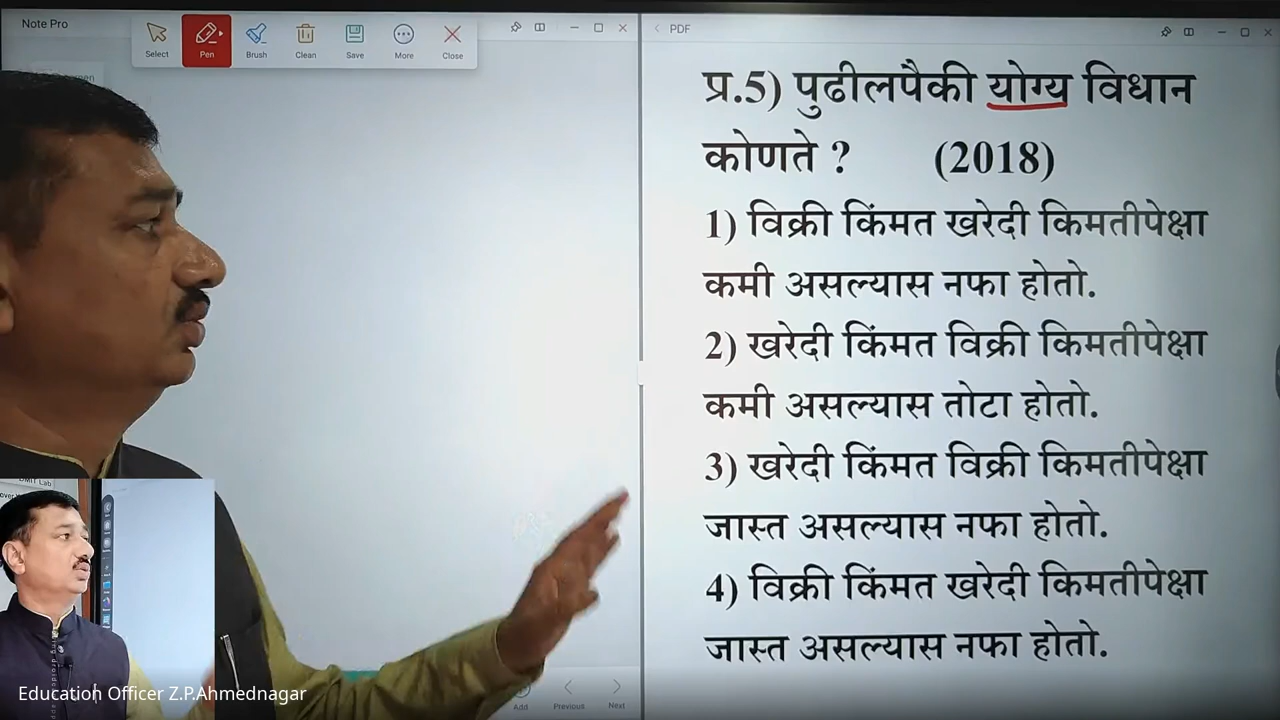 Note Pro
Select
Pen
Brush
Clean
Save
More
Close
PDF
प्र.5) पुढीलपैकी योग्य विधान
कोणते ? (2018)
1) विक्री किंमत खरेदी किमतीपेक्षा
कमी असल्यास नफा होतो.
2) खरेदी किंमत विक्री किमतीपेक्षा
कमी असल्यास तोटा होतो.
3) खरेदी किंमत विक्री किमतीपेक्षा
जास्त असल्यास नफा होतो.
4) विक्री किंमत खरेदी किमतीपेक्षा
जास्त असल्यास नफा होतो.
Add
Previous
Next
Education Officer Z.P.Ahmednagar